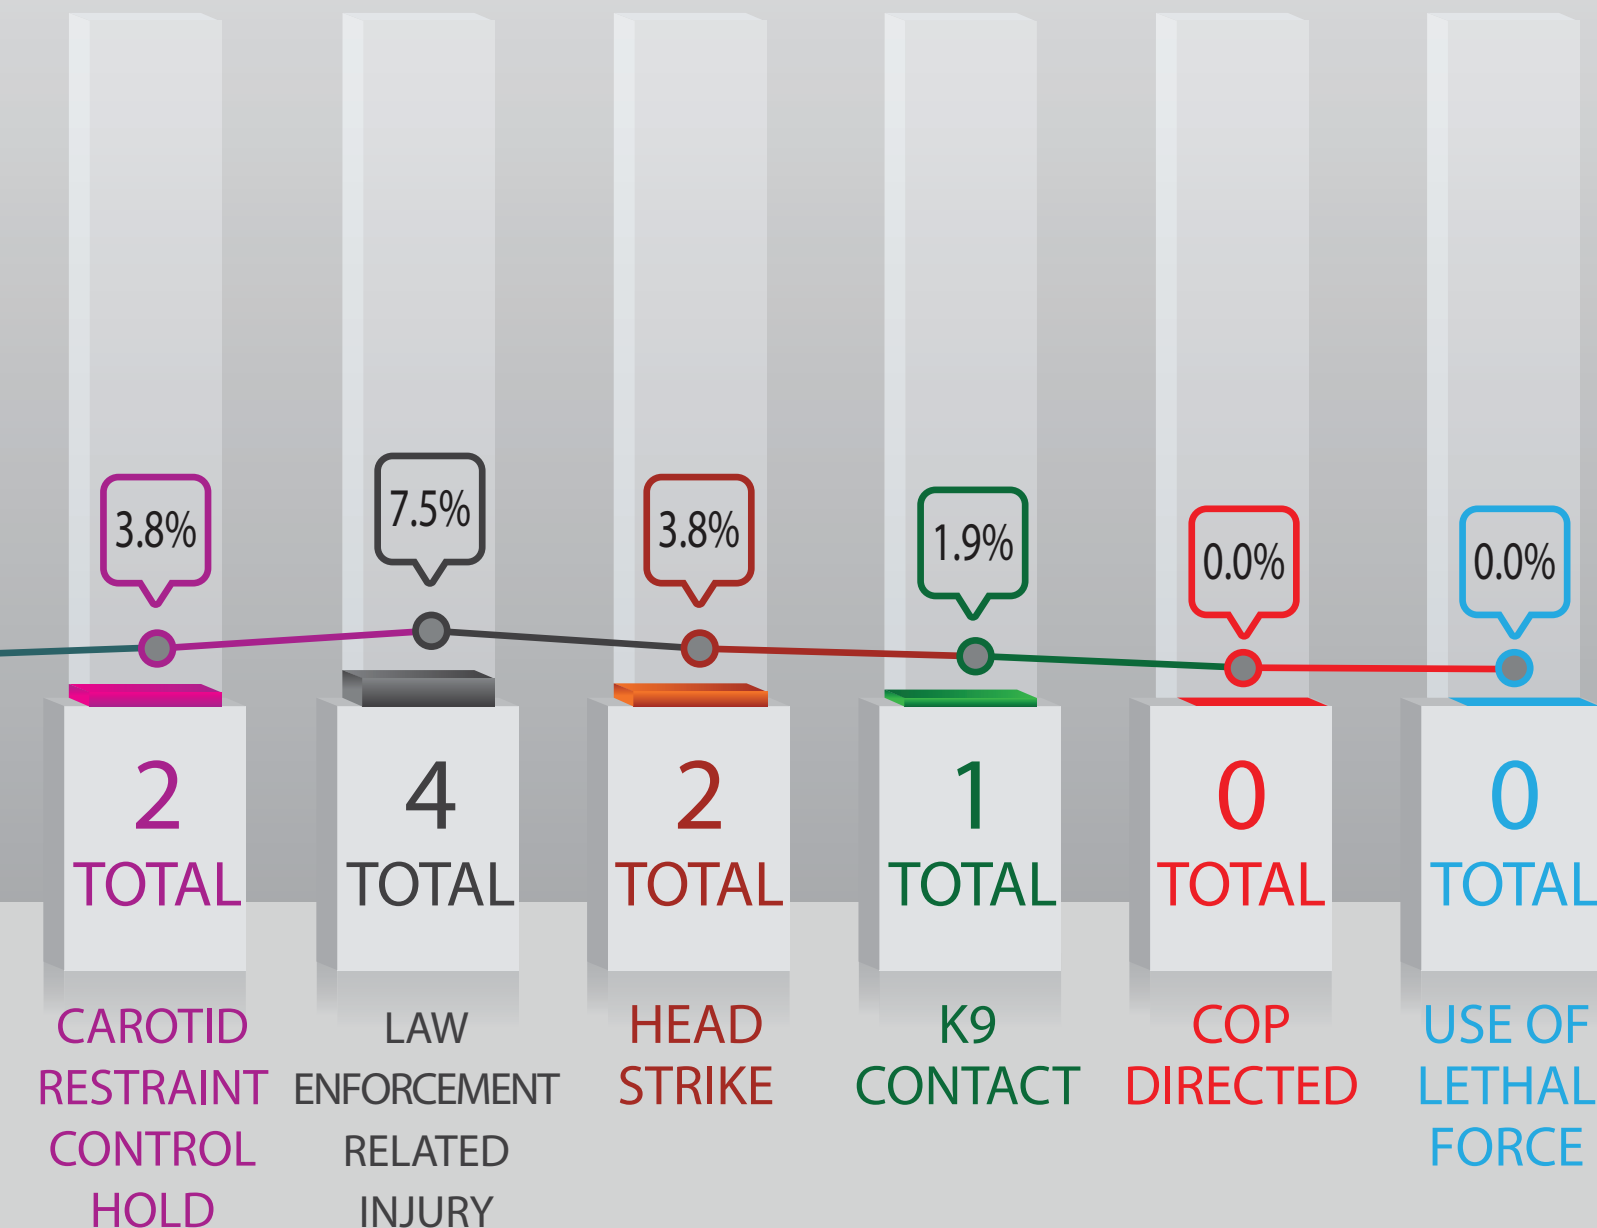 3.8%
7.5%
3.8%
1.9%
0.0%
0.0%
2
TOTAL
4
TOTAL
2
TOTAL
1
TOTAL
0
TOTAL
0
TOTAL
CAROTID
RESTRAINT
CONTROL
HOLD
LAW
ENFORCEMENT
RELATED
INJURY
HEAD
STRIKE
K9
CONTACT
COP
DIRECTED
USE OF
LETHAL
FORCE